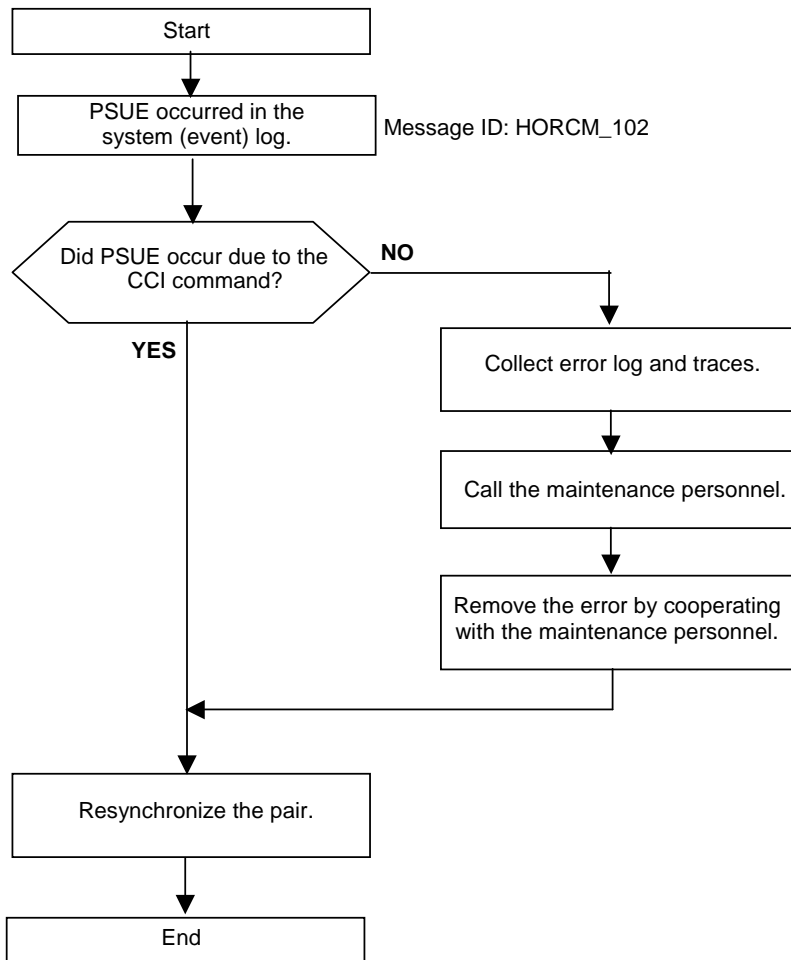 Start
PSUE occurred in the
system (event) log.
Message ID: HORCM_102
Did PSUE occur due to the
CCI command?
NO
YES
Collect error log and traces.
Call the maintenance personnel.
Remove the error by cooperating
with the maintenance personnel.
Resynchronize the pair.
End